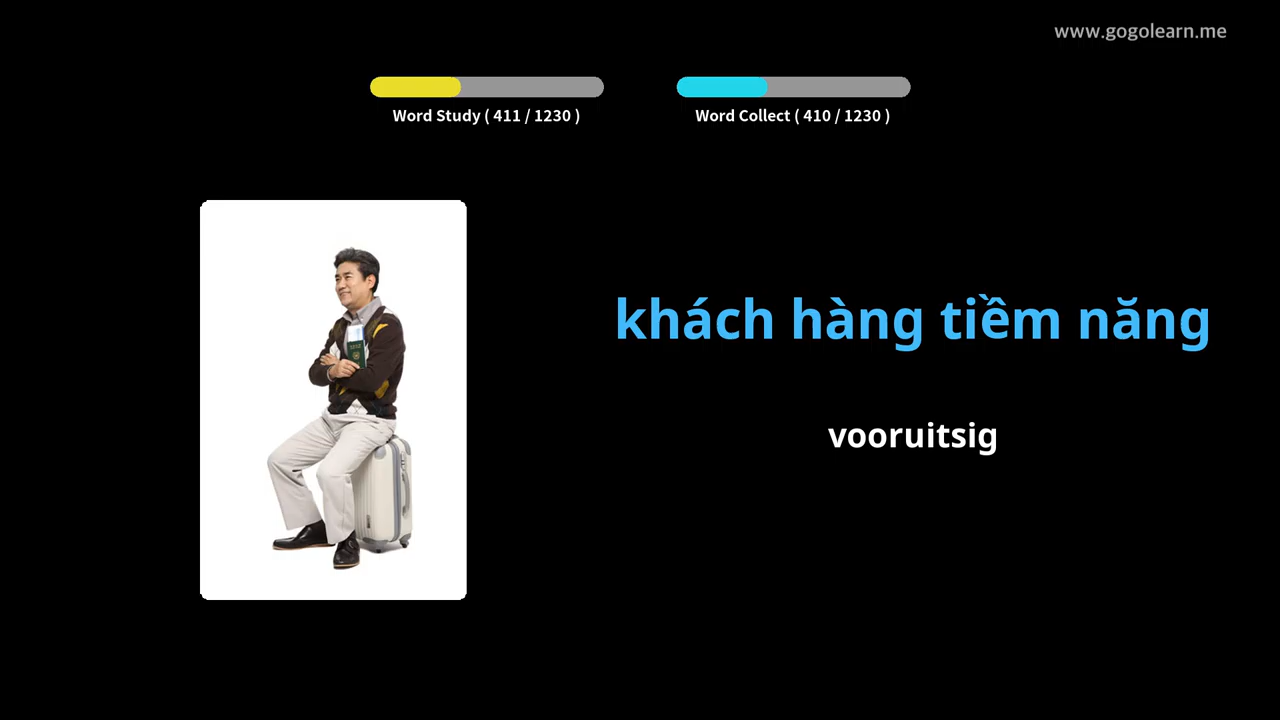 www.gogolearn.me
Word Study ( 411 / 1230 )
Word Collect ( 410 / 1230 )
khách hàng tiềm năng
vooruitsig